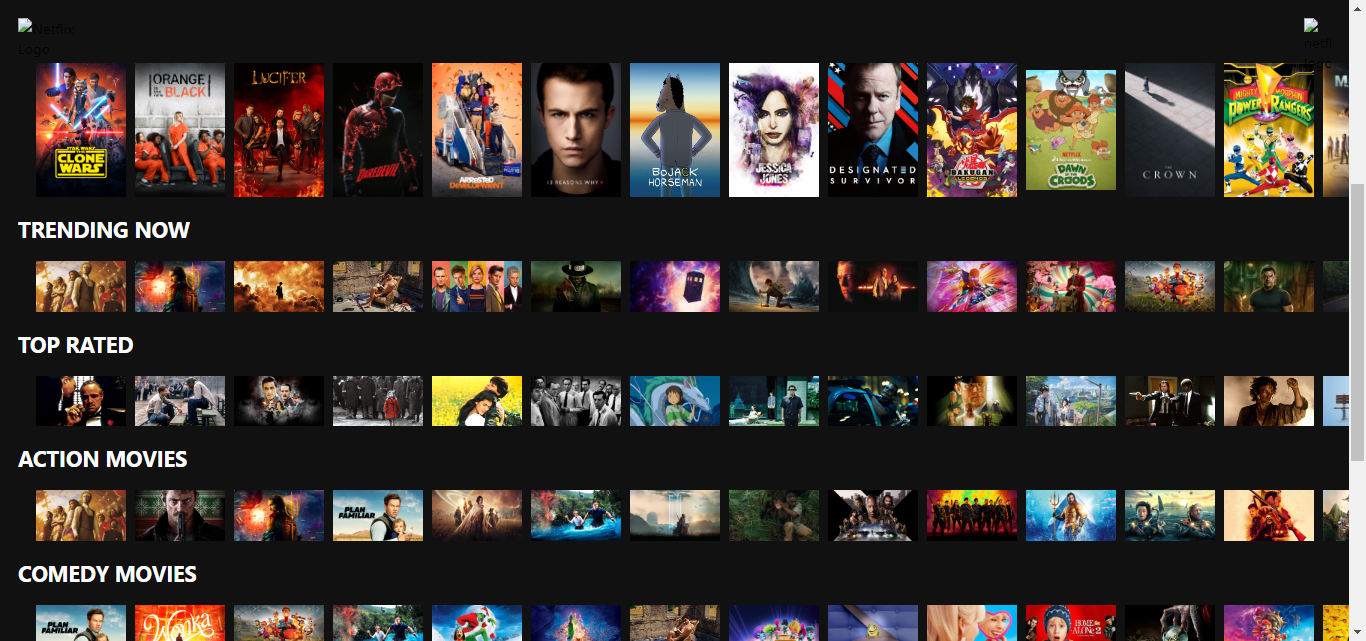 Netflix
Logo
netfl
logo
STAR WARS
THE
CLONE
WARS
ORANGE
IS THE NEW
BLACK
LUCIFER
DAREDEVIL
ARRESTED
DEVELOPMENT
13 REASONS WHY
BOJACK
HORSEMAN
JESSICA
JONES
DESIGNATED
SURVIVOR
BAKUGAN
LEGENDS
NETFLIX
DAWN
OF THE
CROODS
THE
CROWN
MIGHTY MORPHIN
POWER RANGERS
M
TRENDING NOW
TOP RATED
ACTION MOVIES
PLAN
FAMILIAR
COMEDY MOVIES
PLAN
FAMILIAR
Wonka
HOME
ALONE 2